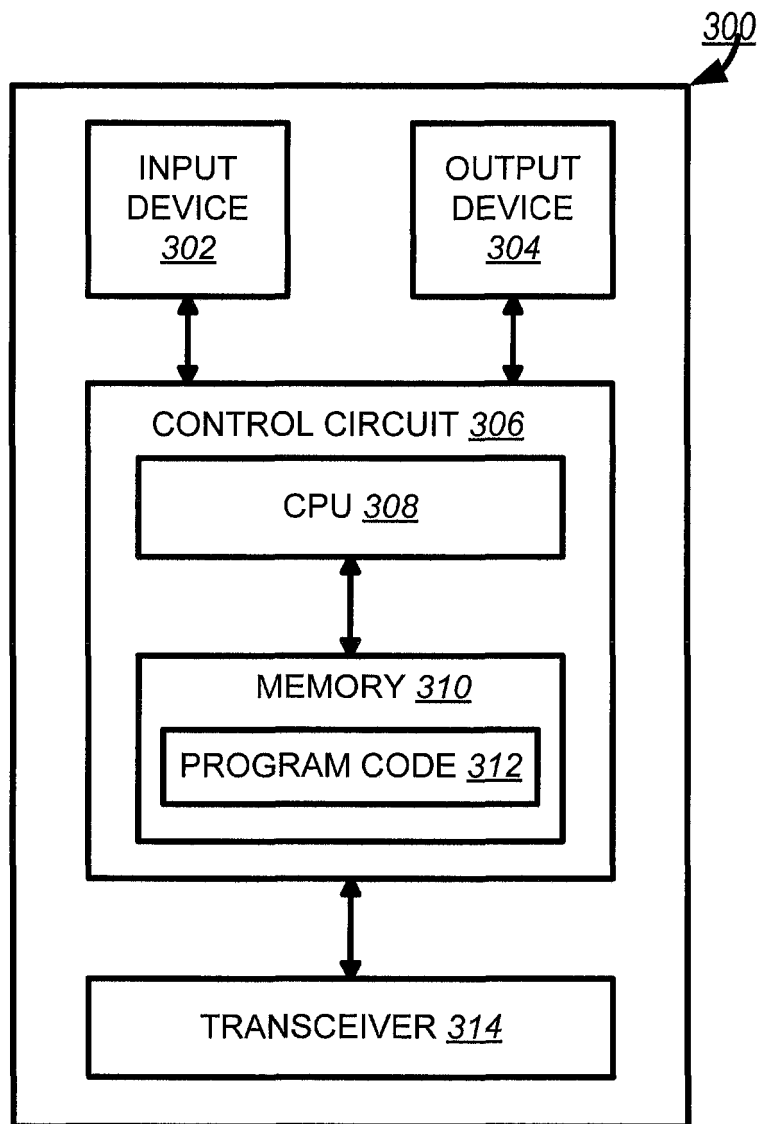 300
INPUT
DEVICE
302
OUTPUT
DEVICE
304
CONTROL CIRCUIT 306
CPU 308
MEMORY 310
PROGRAM CODE 312
TRANSCEIVER 314